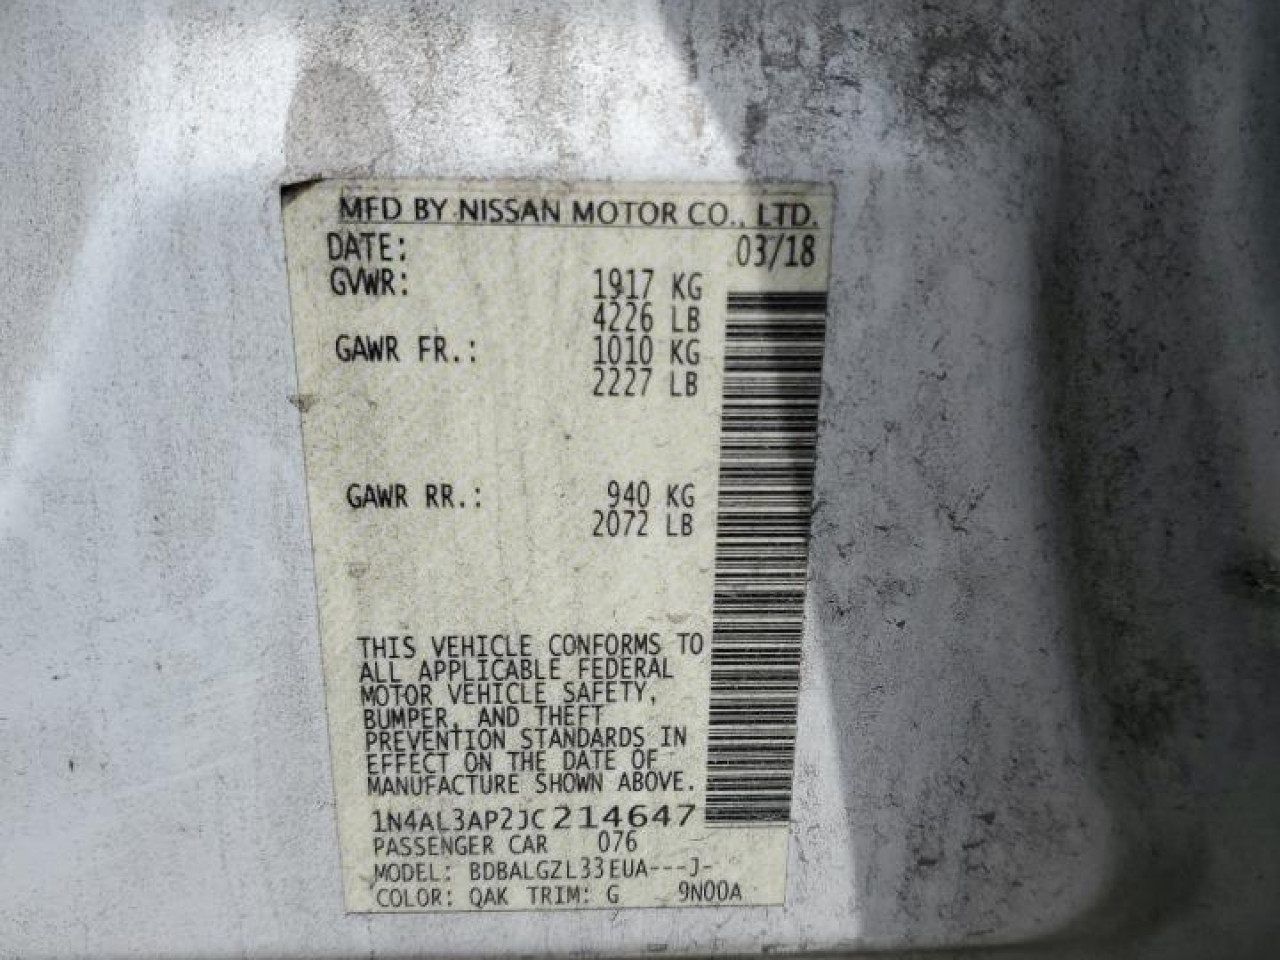 MFD BY NISSAN MOTOR CO., LTD.
DATE: 03/18
GVWR: 1917 KG
4226 LB
GAWR FR.: 1010 KG
2227 LB
GAWR RR.: 940 KG
2072 LB
THIS VEHICLE CONFORMS TO
ALL APPLICABLE FEDERAL
MOTOR VEHICLE SAFETY,
BUMPER, AND THEFT
PREVENTION STANDARDS IN
EFFECT ON THE DATE OF
MANUFACTURE SHOWN ABOVE.
1N4AL3AP2JC214647
PASSENGER CAR 076
MODEL: BDBALGZL33EUA---J-
COLOR: QAK TRIM: G 9N00A